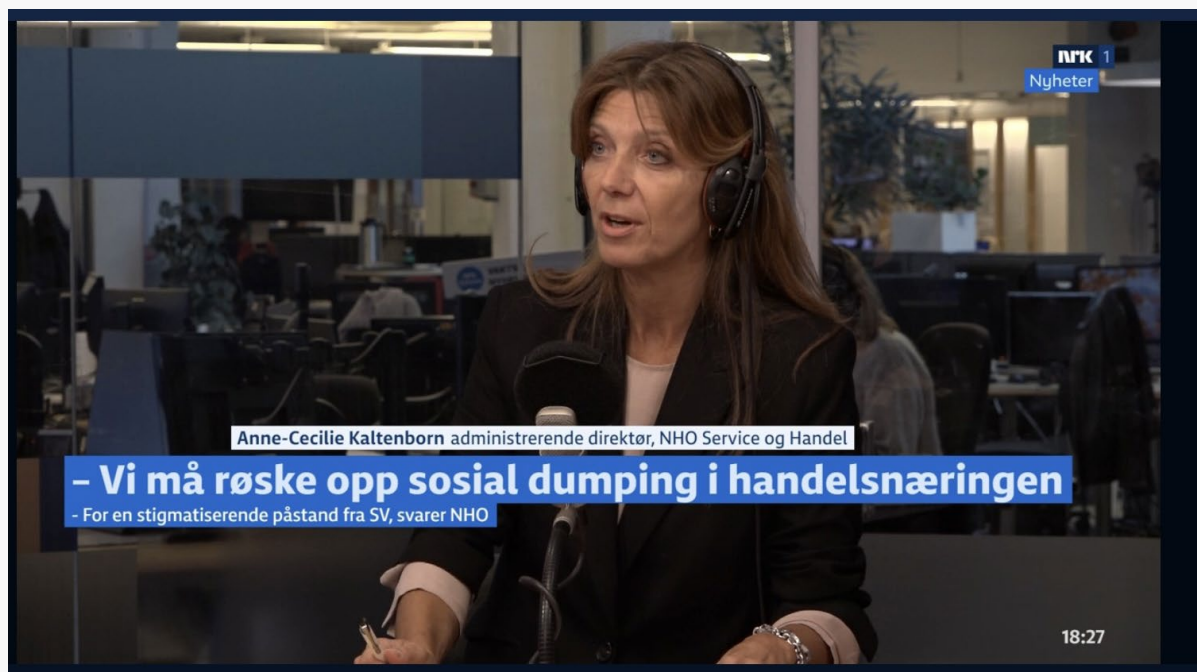 NRK 1
Nyheter
Anne-Cecilie Kaltenborn administrerende direktør, NHO Service og Handel
– Vi må røske opp sosial dumping i handelsnæringen
- For en stigmatiserende påstand fra SV, svarer NHO
18:27